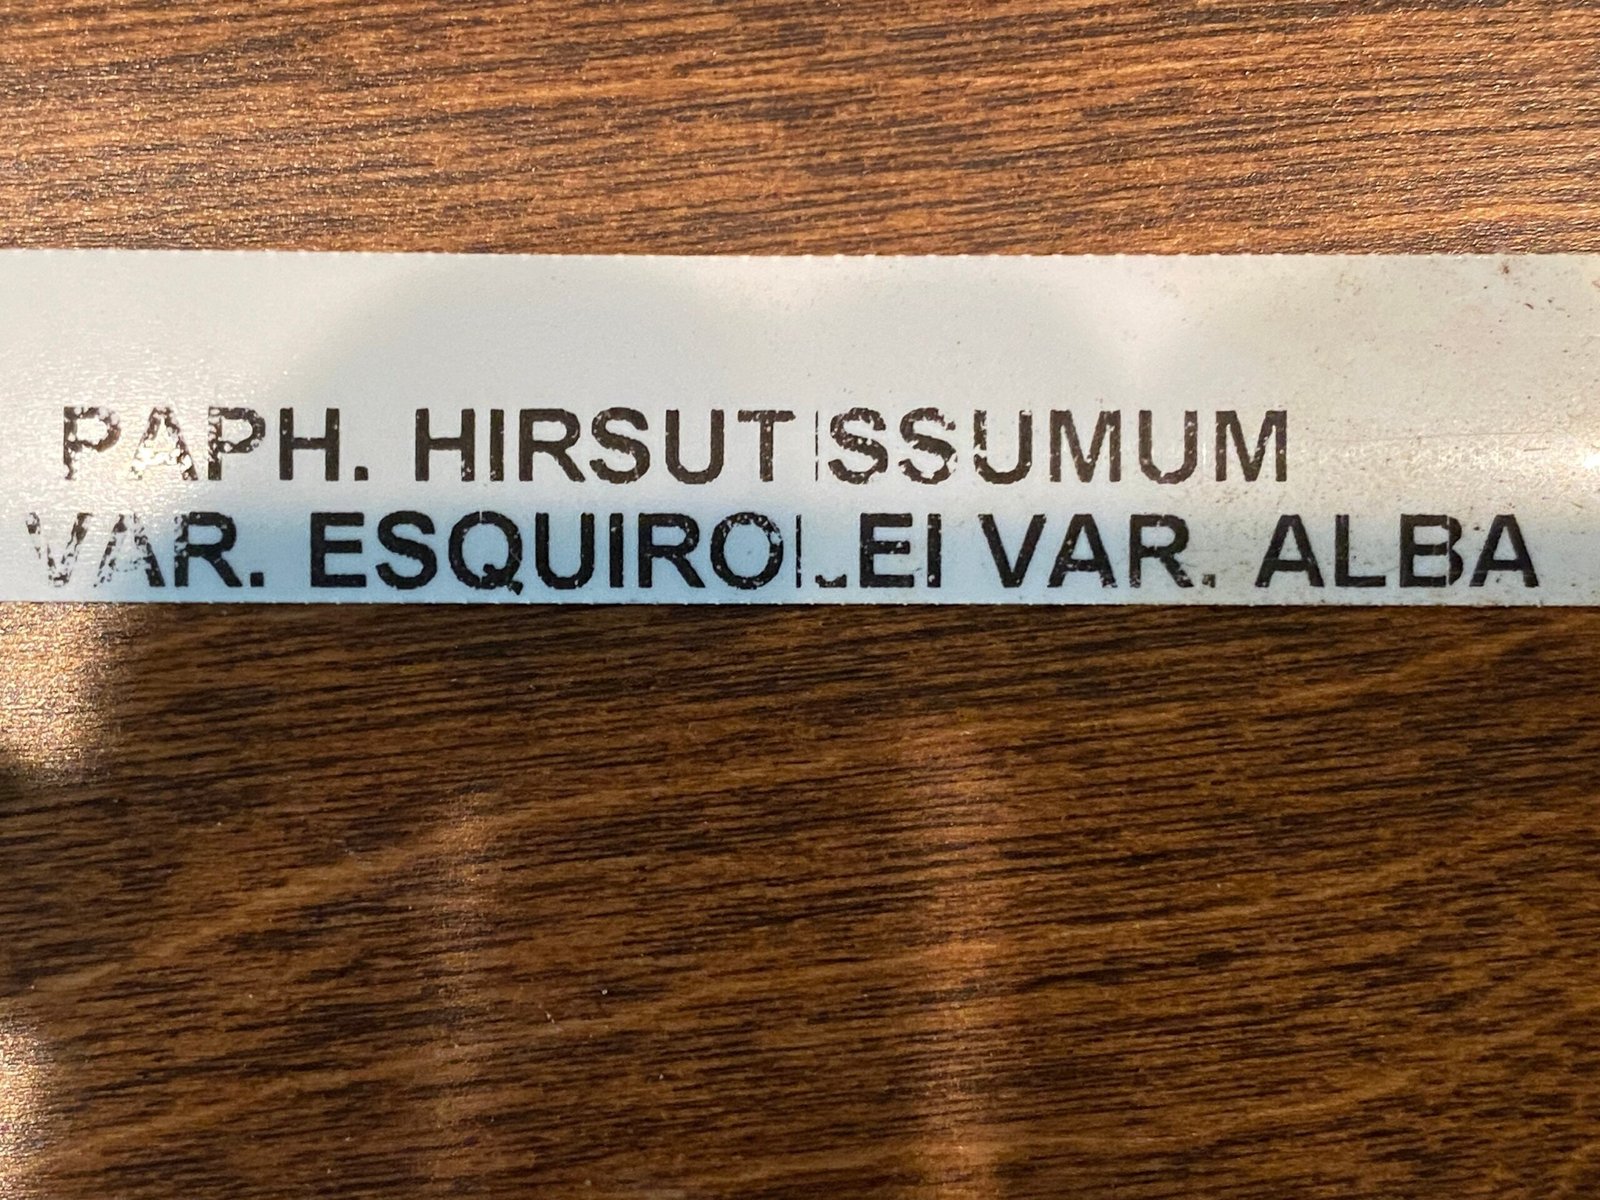 PAPH. HIRSUTISSUMUM
VAR. ESQUIROLEI VAR. ALBA